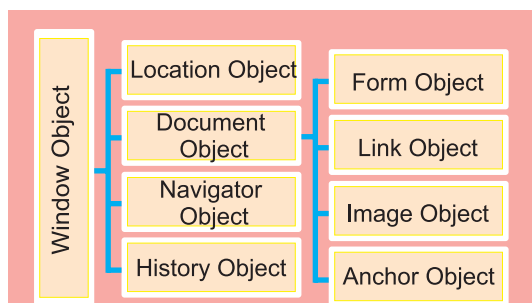 Window Object
Location Object
Document
Object
Navigator
Object
History Object
Form Object
Link Object
Image Object
Anchor Object